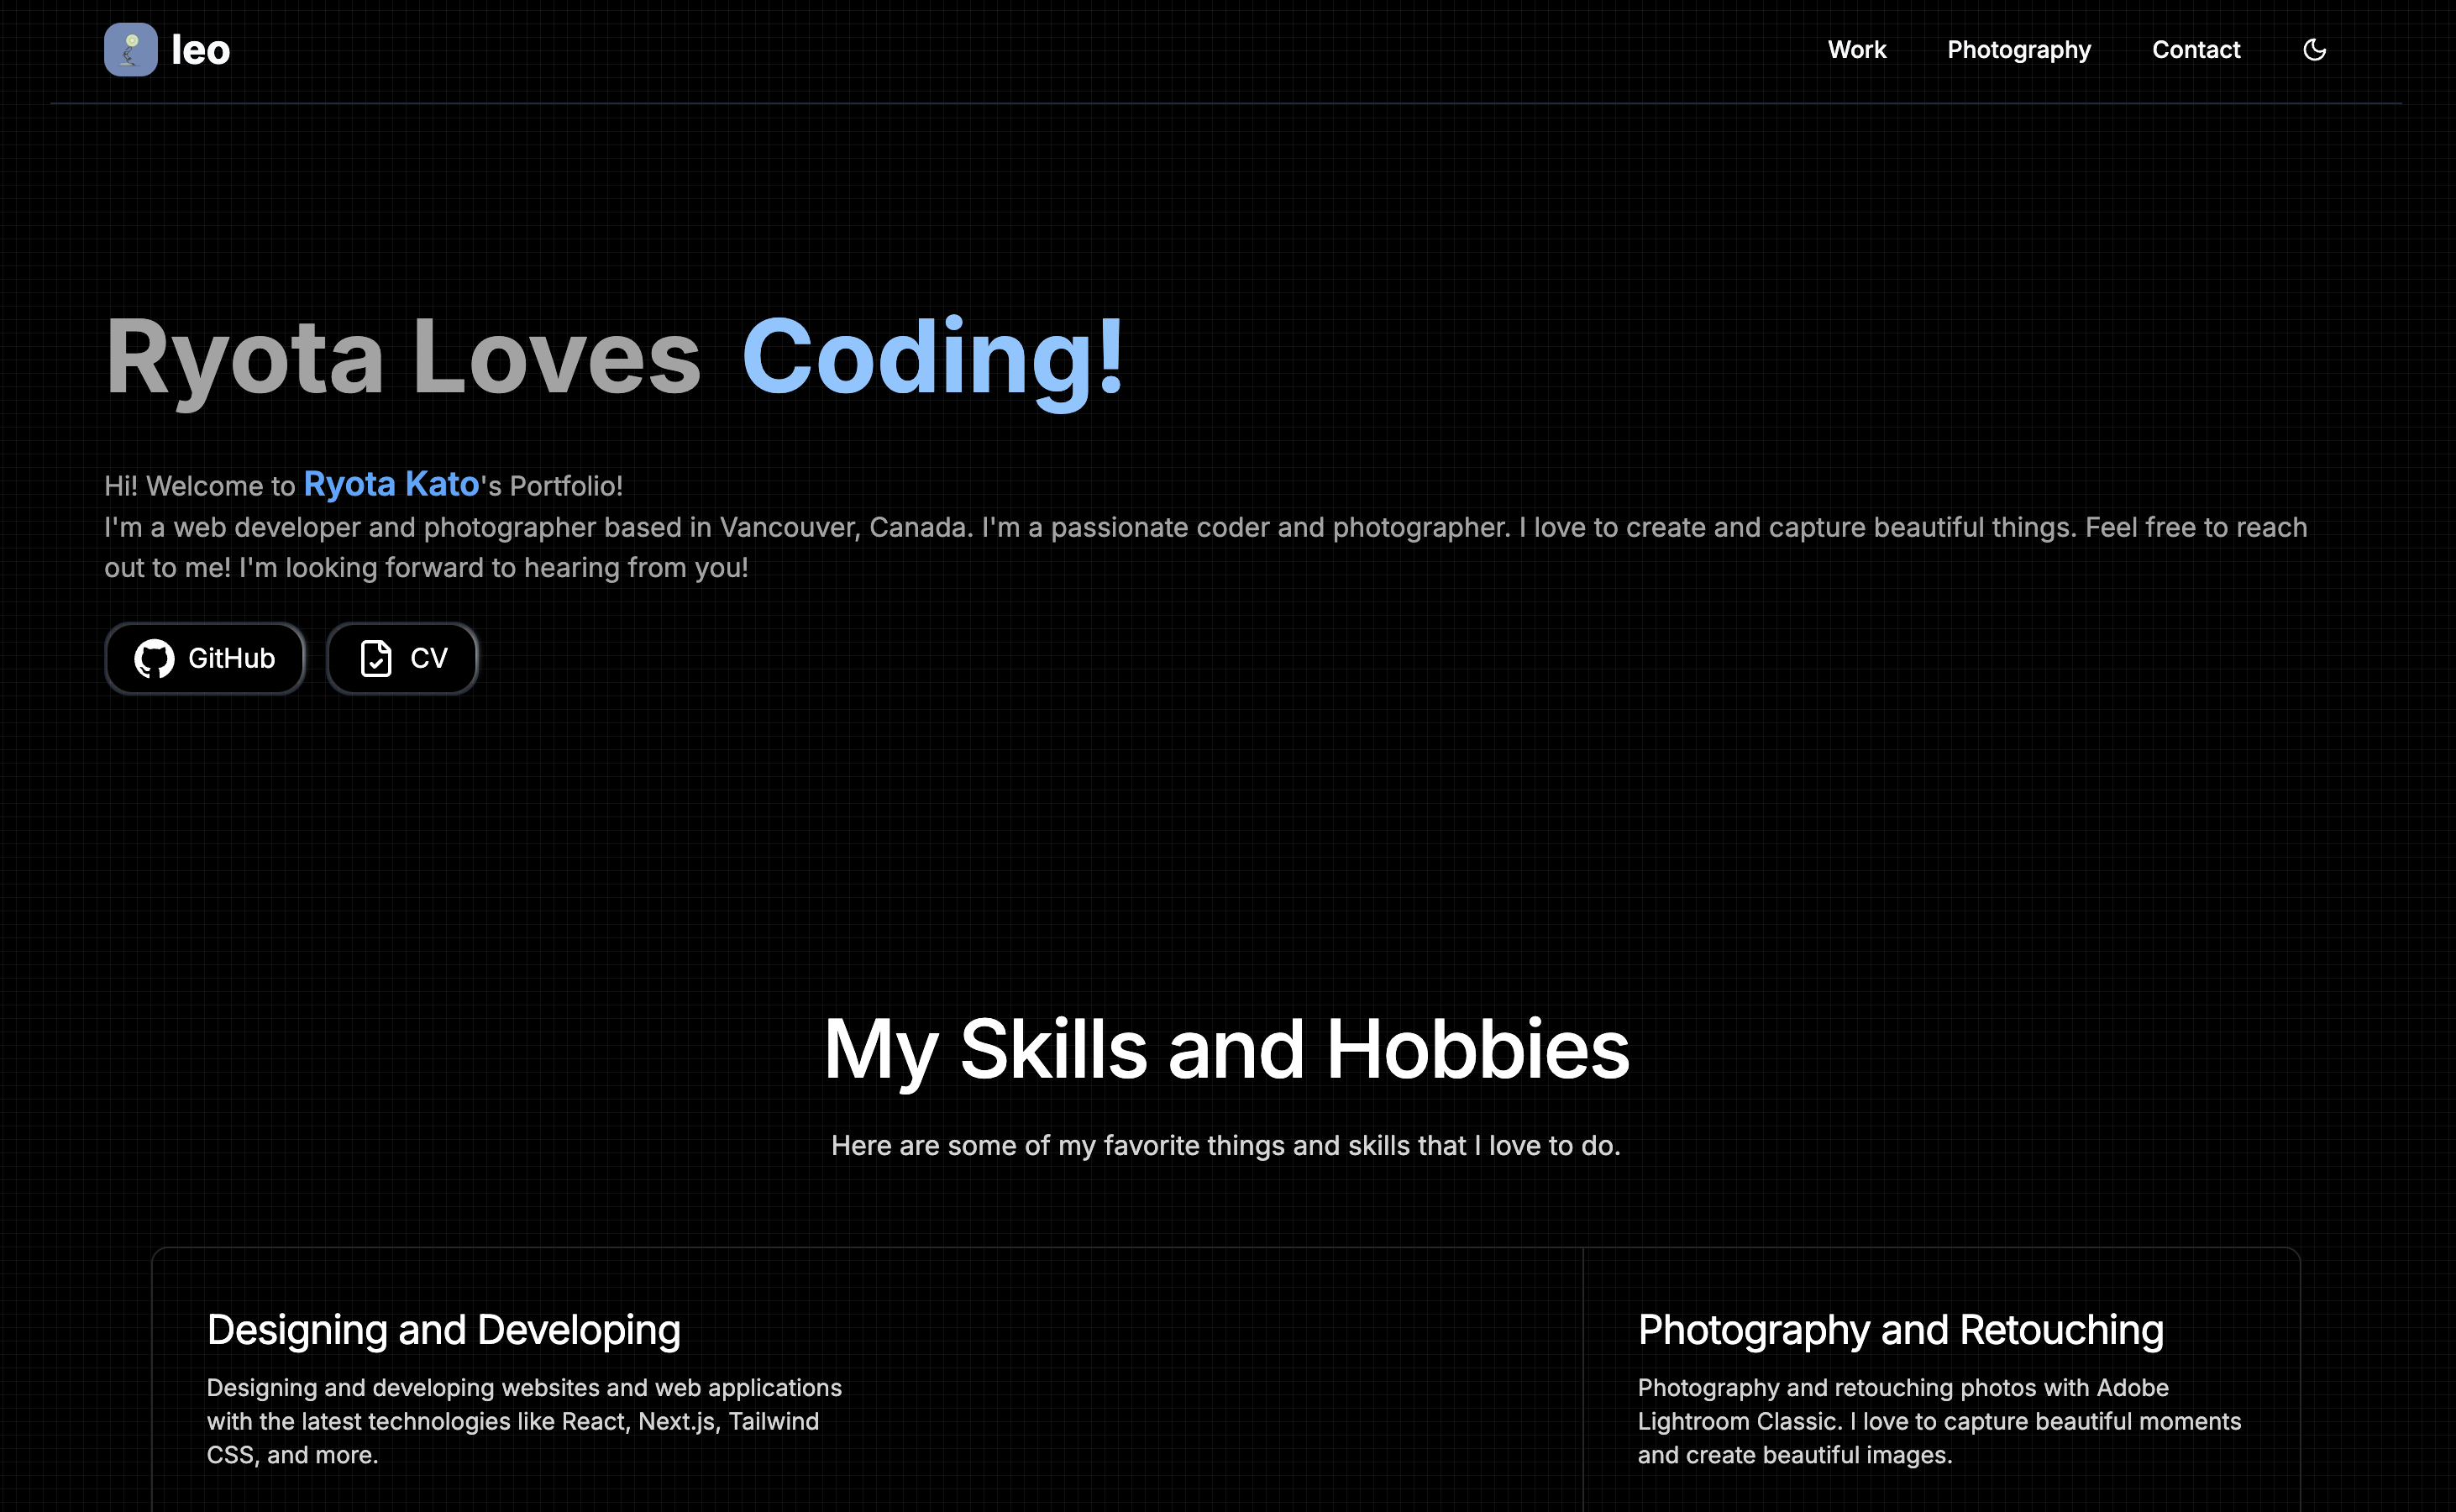 leo
Work
Photography
Contact
Ryota Loves Coding!
Hi! Welcome to Ryota Kato's Portfolio!
I'm a web developer and photographer based in Vancouver, Canada. I'm a passionate coder and photographer. I love to create and capture beautiful things. Feel free to reach
out to me! I'm looking forward to hearing from you!
GitHub
CV
My Skills and Hobbies
Here are some of my favorite things and skills that I love to do.
Designing and Developing
Designing and developing websites and web applications
with the latest technologies like React, Next.js, Tailwind
CSS, and more.
Photography and Retouching
Photography and retouching photos with Adobe
Lightroom Classic. I love to capture beautiful moments
and create beautiful images.